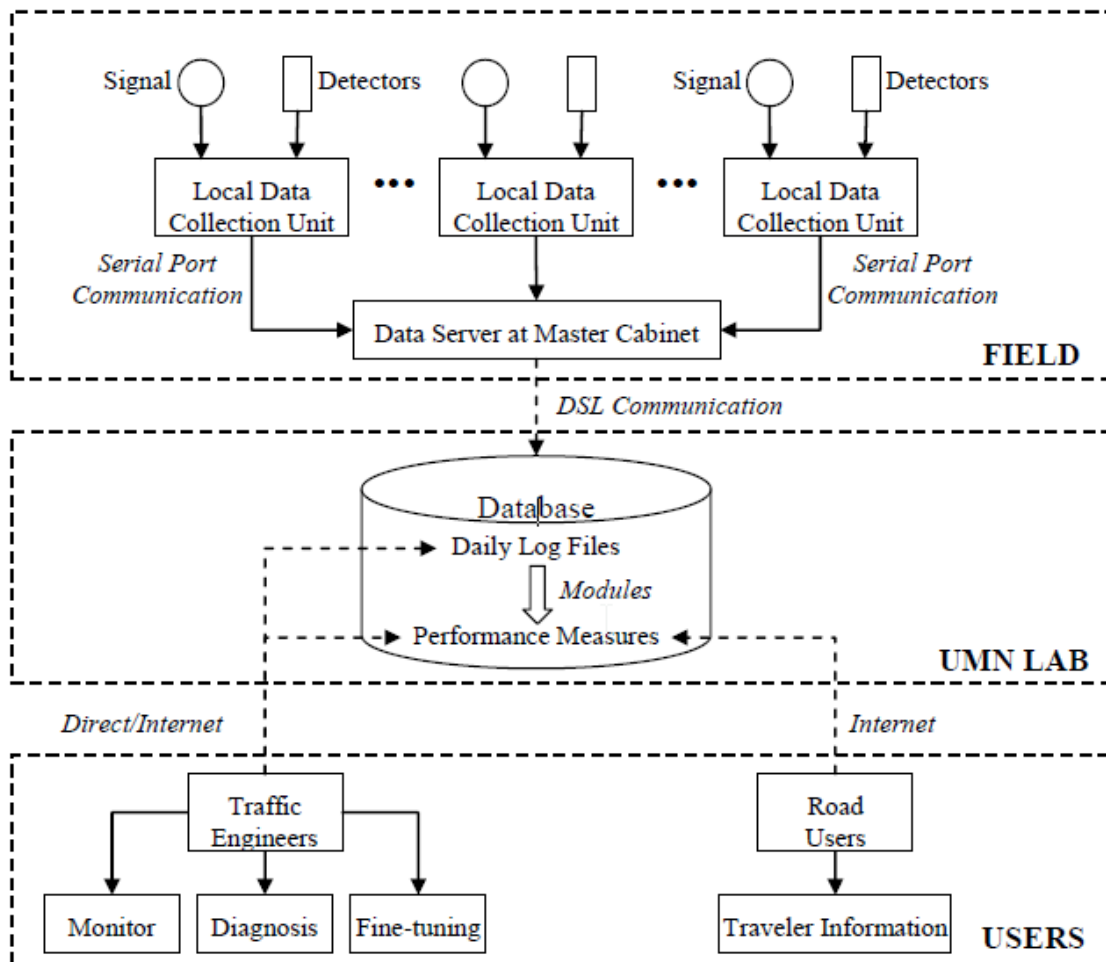 Signal
Detectors
Signal
Detectors
•••
•••
Local Data
Collection Unit
Local Data
Collection Unit
Local Data
Collection Unit
Serial Port
Communication
Serial Port
Communication
Data Server at Master Cabinet
FIELD
DSL Communication
Database
Daily Log Files
Modules
Performance Measures
UMN LAB
Direct/Internet
Internet
Traffic
Engineers
Road
Users
Monitor
Diagnosis
Fine-tuning
Traveler Information
USERS